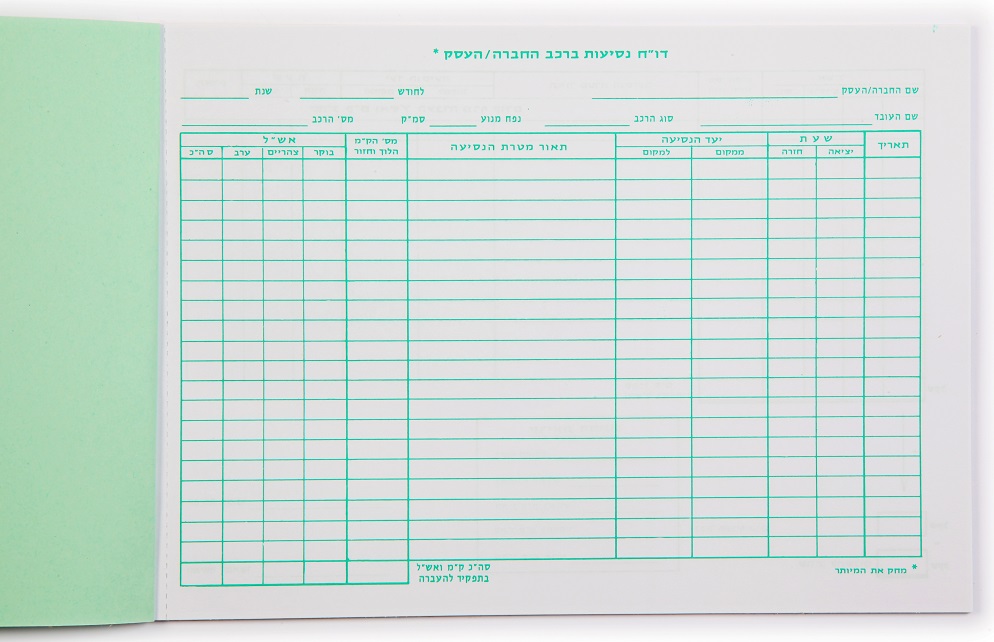 דו״ח נסיעות ברכב החברה/העסק *
שם החברה/העסק לחודש שנת
שם העובד סוג הרכב נפח מנוע סמ״ק מס׳ הרכב
תאריך שעת יעד הנסיעה תאור מטרת הנסיעה מס׳ הק״מ אש״ל
יציאה חזרה ממקום למקום הלוך וחזור בוקר צהריים ערב סה״כ
סה״כ ק״מ ואש״ל
* מחק את המיותר בתפקיד להעברה